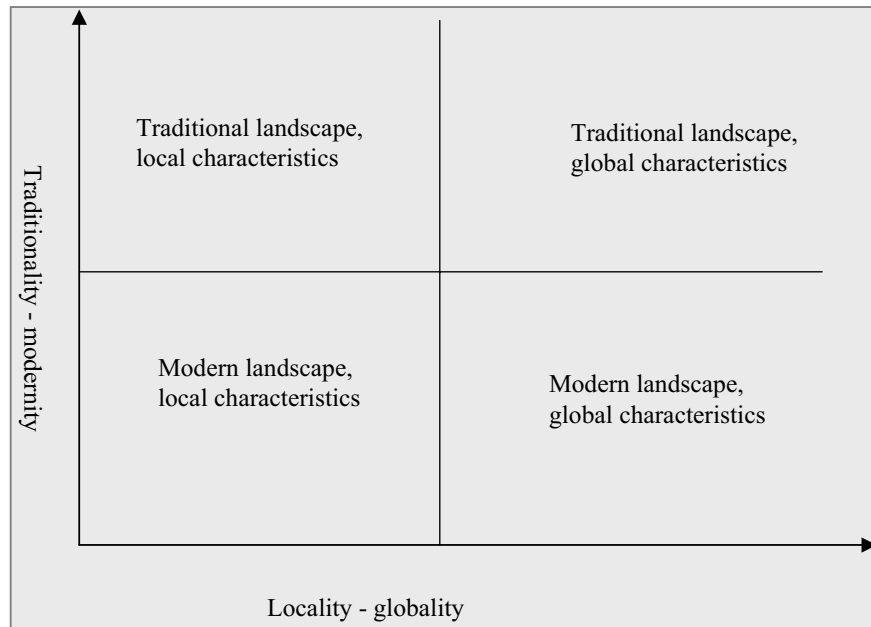 Traditional landscape,
local characteristics
Traditional landscape,
global characteristics
Traditionality - modernity
Modern landscape,
local characteristics
Modern landscape,
global characteristics
Locality - globality